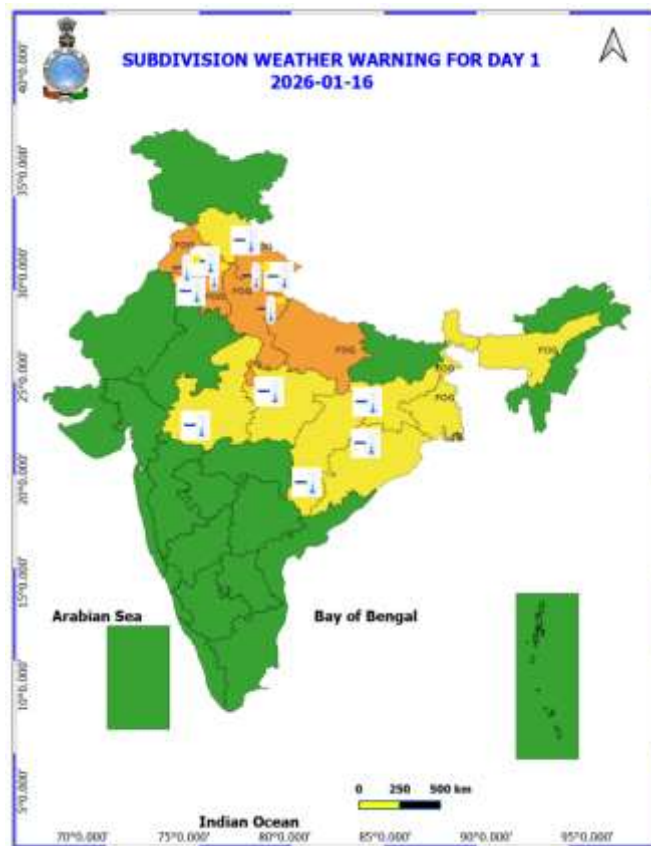 SUBDIVISION WEATHER WARNING FOR DAY 1
2026-01-16
40°0.000'
35°0.000'
30°0.000'
25°0.000'
20°0.000'
15°0.000'
10°0.000'
5°0.000'
FOG
FOG
FOG
FOG
FOG
FOG
FOG
Arabian Sea
Bay of Bengal
0 250 500 km
Indian Ocean
70°0.000' 75°0.000' 80°0.000' 85°0.000' 90°0.000' 95°0.000'